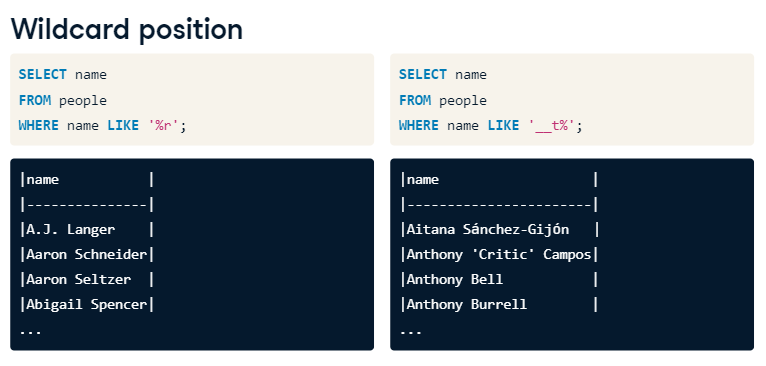 Wildcard position
SELECT name
FROM people
WHERE name LIKE '%r';
|name           |
|---------------|
|A.J. Langer    |
|Aaron Schneider|
|Aaron Seltzer  |
|Abigail Spencer|
...
SELECT name
FROM people
WHERE name LIKE '__t%';
|name                   |
|-----------------------|
|Aitana Sánchez-Gijón   |
|Anthony 'Critic' Campos|
|Anthony Bell           |
|Anthony Burrell        |
...